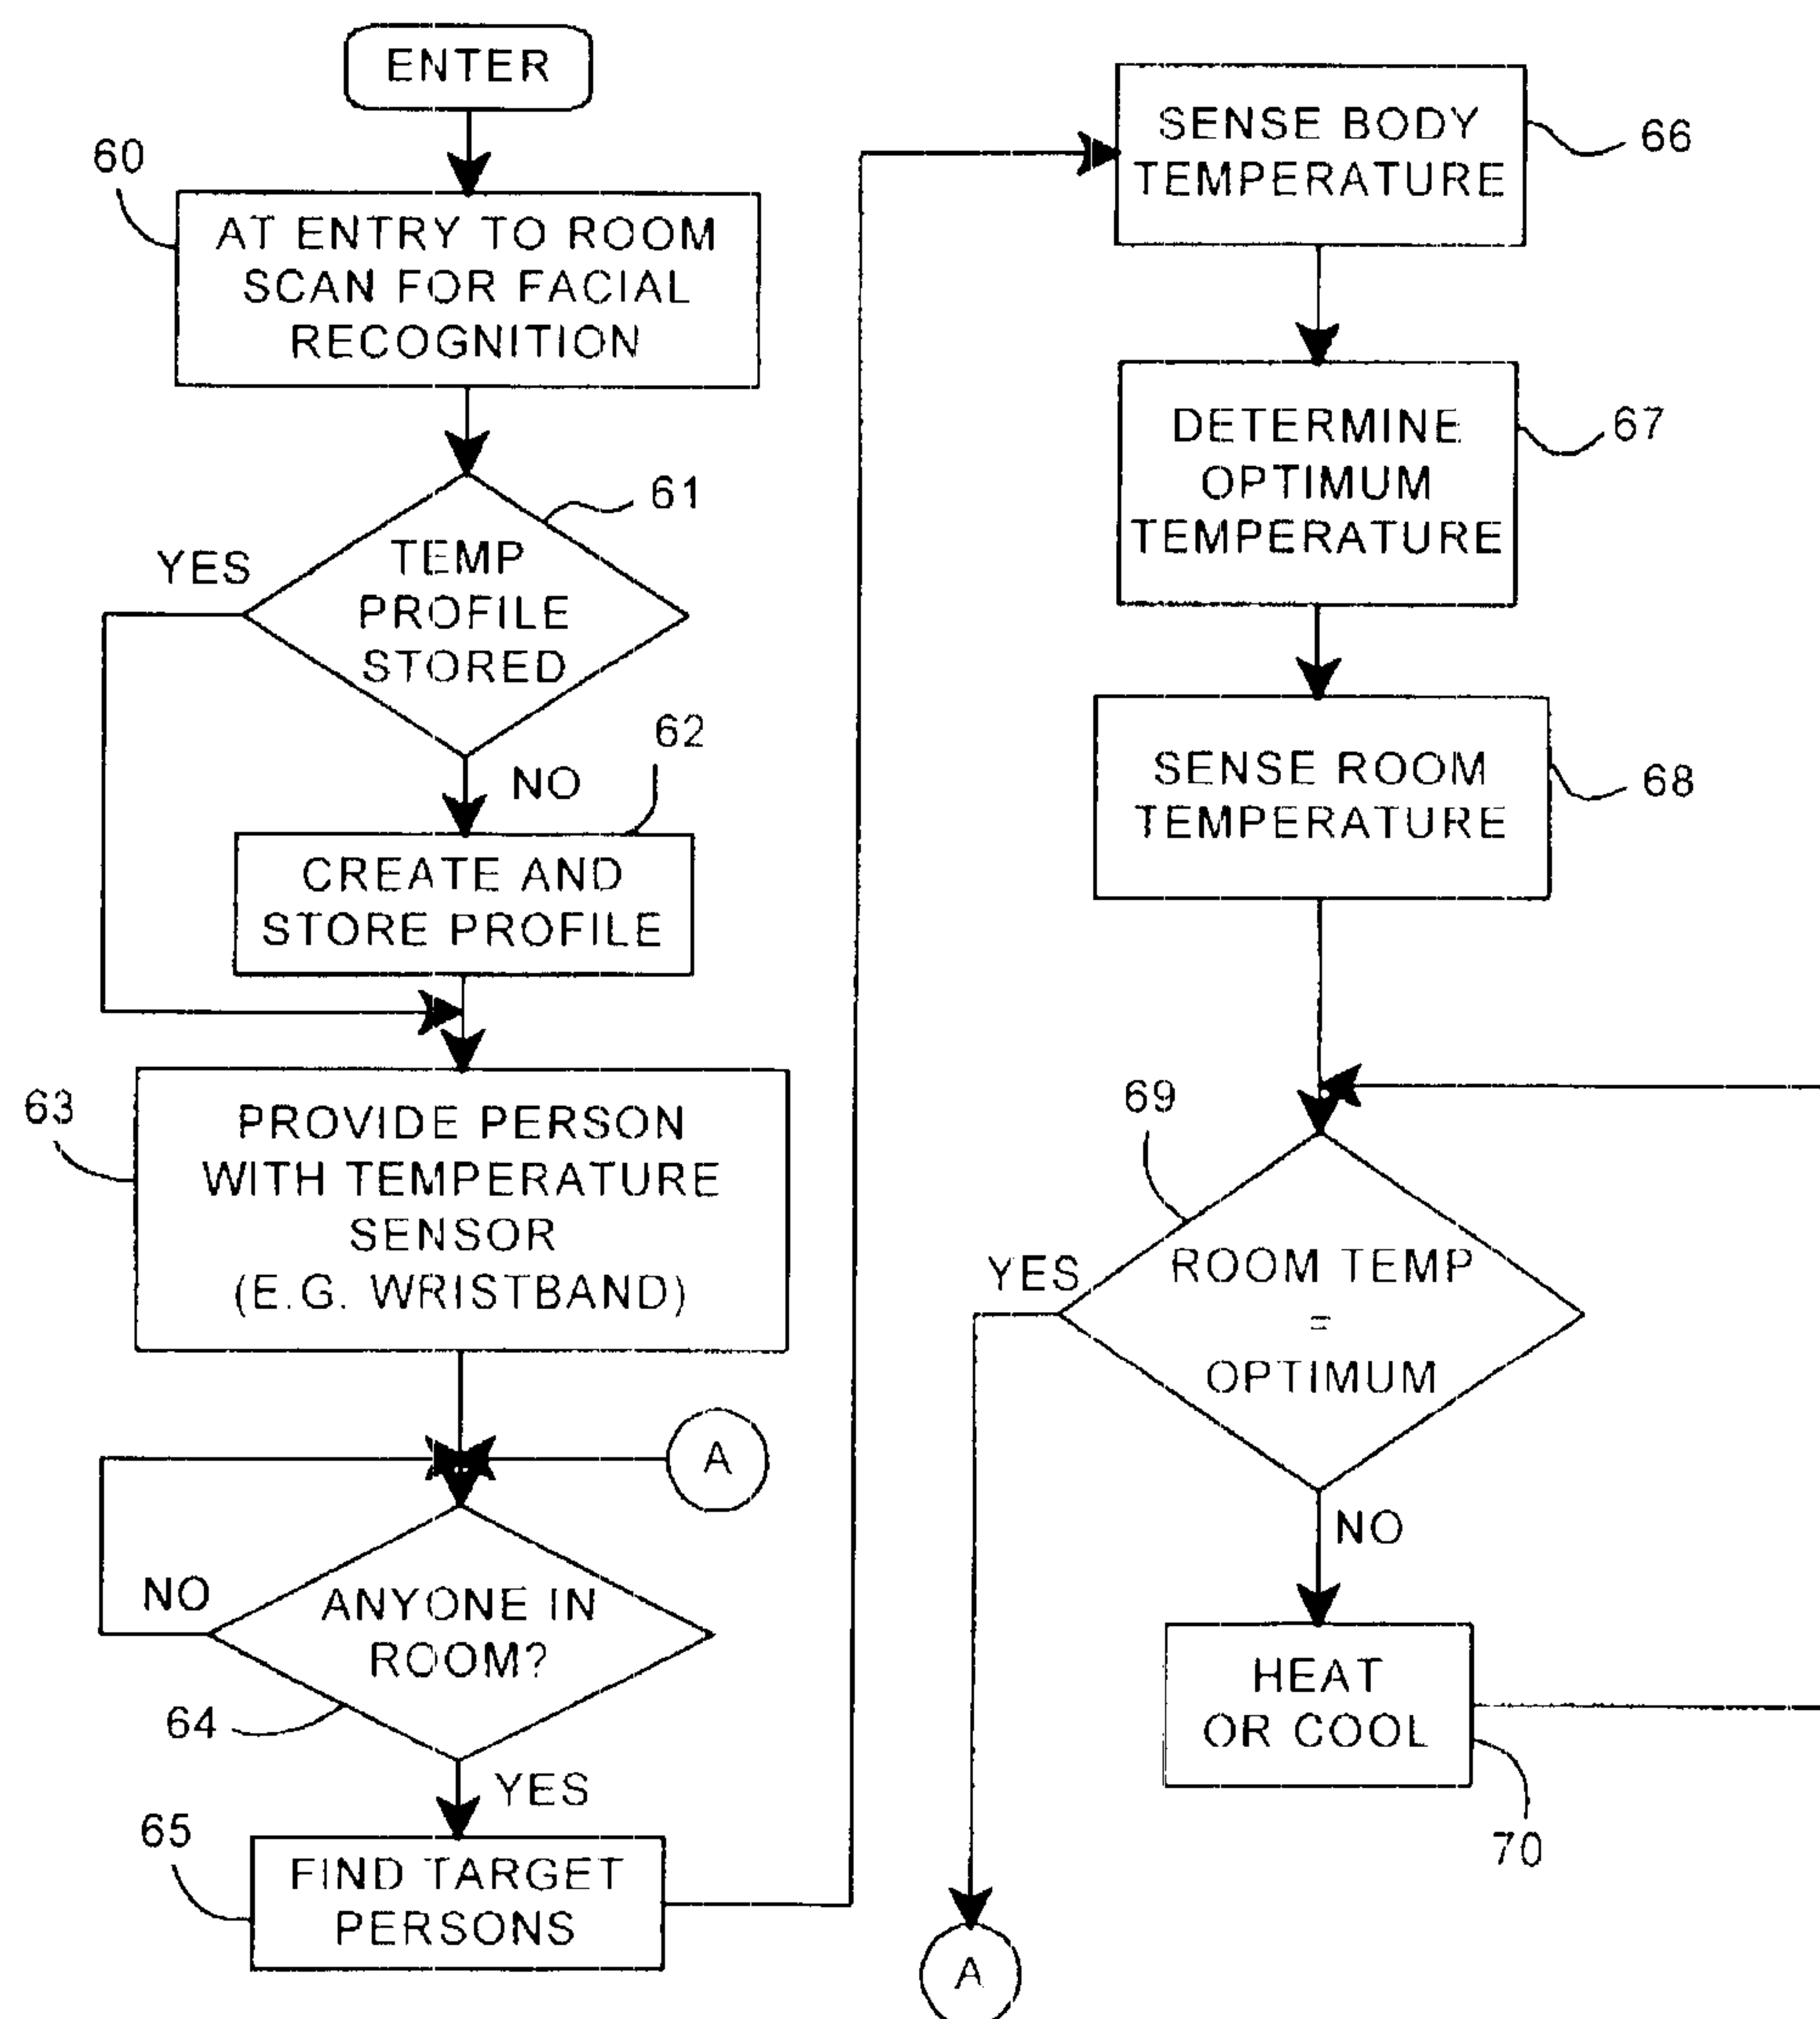 ENTER
60
AT ENTRY TO ROOM
SCAN FOR FACIAL
RECOGNITION
61
YES
TEMP
PROFILE
STORED
62
NO
CREATE AND
STORE PROFILE
63
PROVIDE PERSON
WITH TEMPERATURE
SENSOR
(E.G. WRISTBAND)
A
NO
ANYONE IN
ROOM?
64
YES
65
FIND TARGET
PERSONS
SENSE BODY
TEMPERATURE
66
DETERMINE
OPTIMUM
TEMPERATURE
67
SENSE ROOM
TEMPERATURE
68
69
YES
ROOM TEMP
=
OPTIMUM
NO
HEAT
OR COOL
70
A